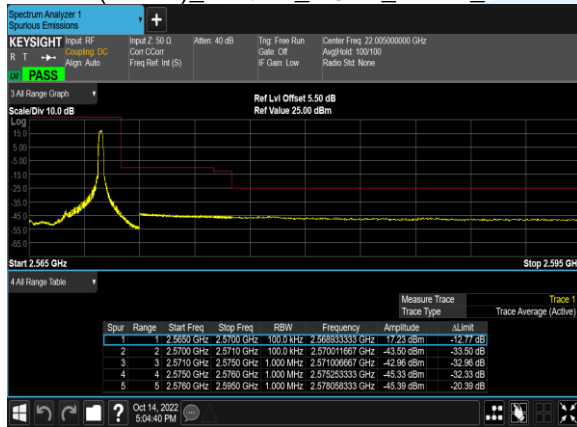 Spectrum Analyzer 1
Spurious Emissions
+
KEYSIGHT Input: RF Input Z: 50 Ω Atten: 40 dB Trig: Free Run Center Freq: 22.005000000 GHz
R T Coupling: DC Corr CCorr Gate: Off Avg|Hold: 100/100
Align: Auto Freq Ref: Int (S) IF Gain: Low Radio Std: None
PASS
3 All Range Graph Ref Lvl Offset 5.50 dB
Scale/Div 10.0 dB Ref Value 25.00 dBm
Log
15.0
5.00
-5.00
-15.0
-25.0
-35.0
-45.0
-55.0
-65.0
Start 2.565 GHz Stop 2.595 GH
4 All Range Table
Measure Trace Trace 1
Trace Type Trace Average (Active)
Spur Range Start Freq Stop Freq RBW Frequency Amplitude ΔLimit
1 1 2.5650 GHz 2.5700 GHz 100.0 kHz 2.568933333 GHz 17.23 dBm -12.77 dB
2 2 2.5700 GHz 2.5710 GHz 100.0 kHz 2.570011667 GHz -43.50 dBm -33.50 dB
3 3 2.5710 GHz 2.5750 GHz 1.000 MHz 2.571006667 GHz -42.96 dBm -32.96 dB
4 4 2.5750 GHz 2.5760 GHz 1.000 MHz 2.575253333 GHz -45.33 dBm -32.33 dB
5 5 2.5760 GHz 2.5950 GHz 1.000 MHz 2.578058333 GHz -45.39 dBm -20.39 dB
? Oct 14, 2022
5:04:40 PM